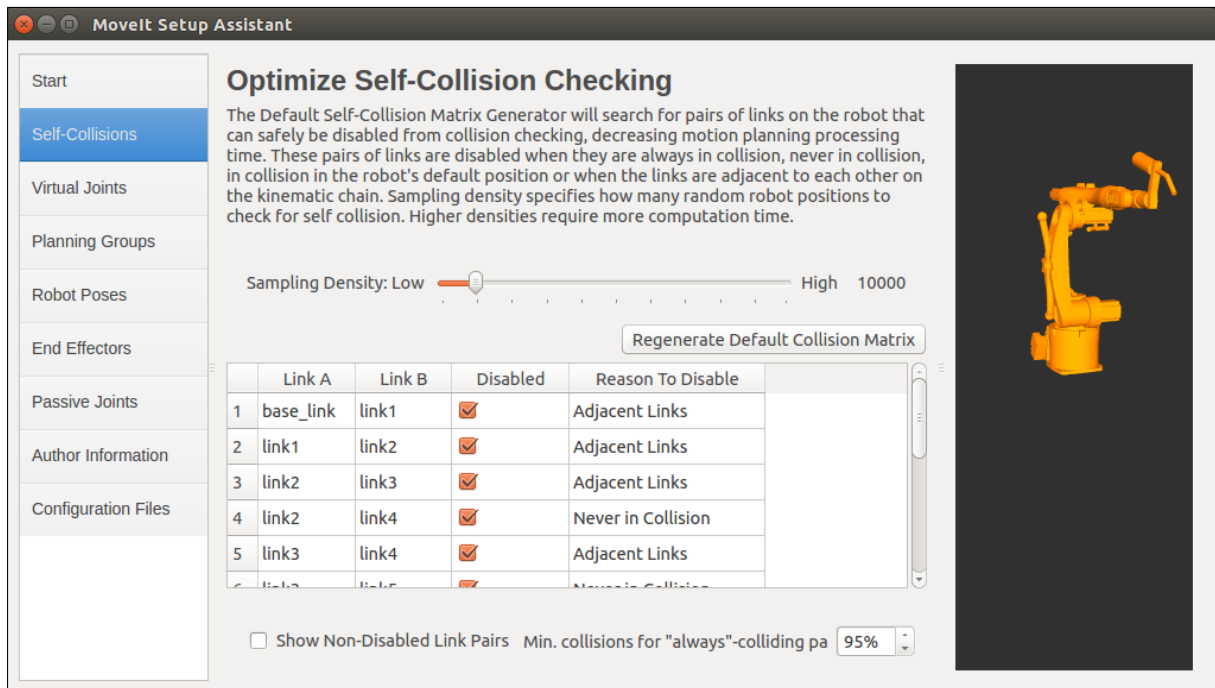 MoveIt Setup Assistant
Start
Self-Collisions
Virtual Joints
Planning Groups
Robot Poses
End Effectors
Passive Joints
Author Information
Configuration Files
Optimize Self-Collision Checking
The Default Self-Collision Matrix Generator will search for pairs of links on the robot that
can safely be disabled from collision checking, decreasing motion planning processing
time. These pairs of links are disabled when they are always in collision, never in collision,
in collision in the robot's default position or when the links are adjacent to each other on
the kinematic chain. Sampling density specifies how many random robot positions to
check for self collision. Higher densities require more computation time.
Sampling Density: Low High 10000
Regenerate Default Collision Matrix
Link A Link B Disabled Reason To Disable
1 base_link link1 Adjacent Links
2 link1 link2 Adjacent Links
3 link2 link3 Adjacent Links
4 link2 link4 Never in Collision
5 link3 link4 Adjacent Links
Show Non-Disabled Link Pairs Min. collisions for "always"-colliding pa 95%